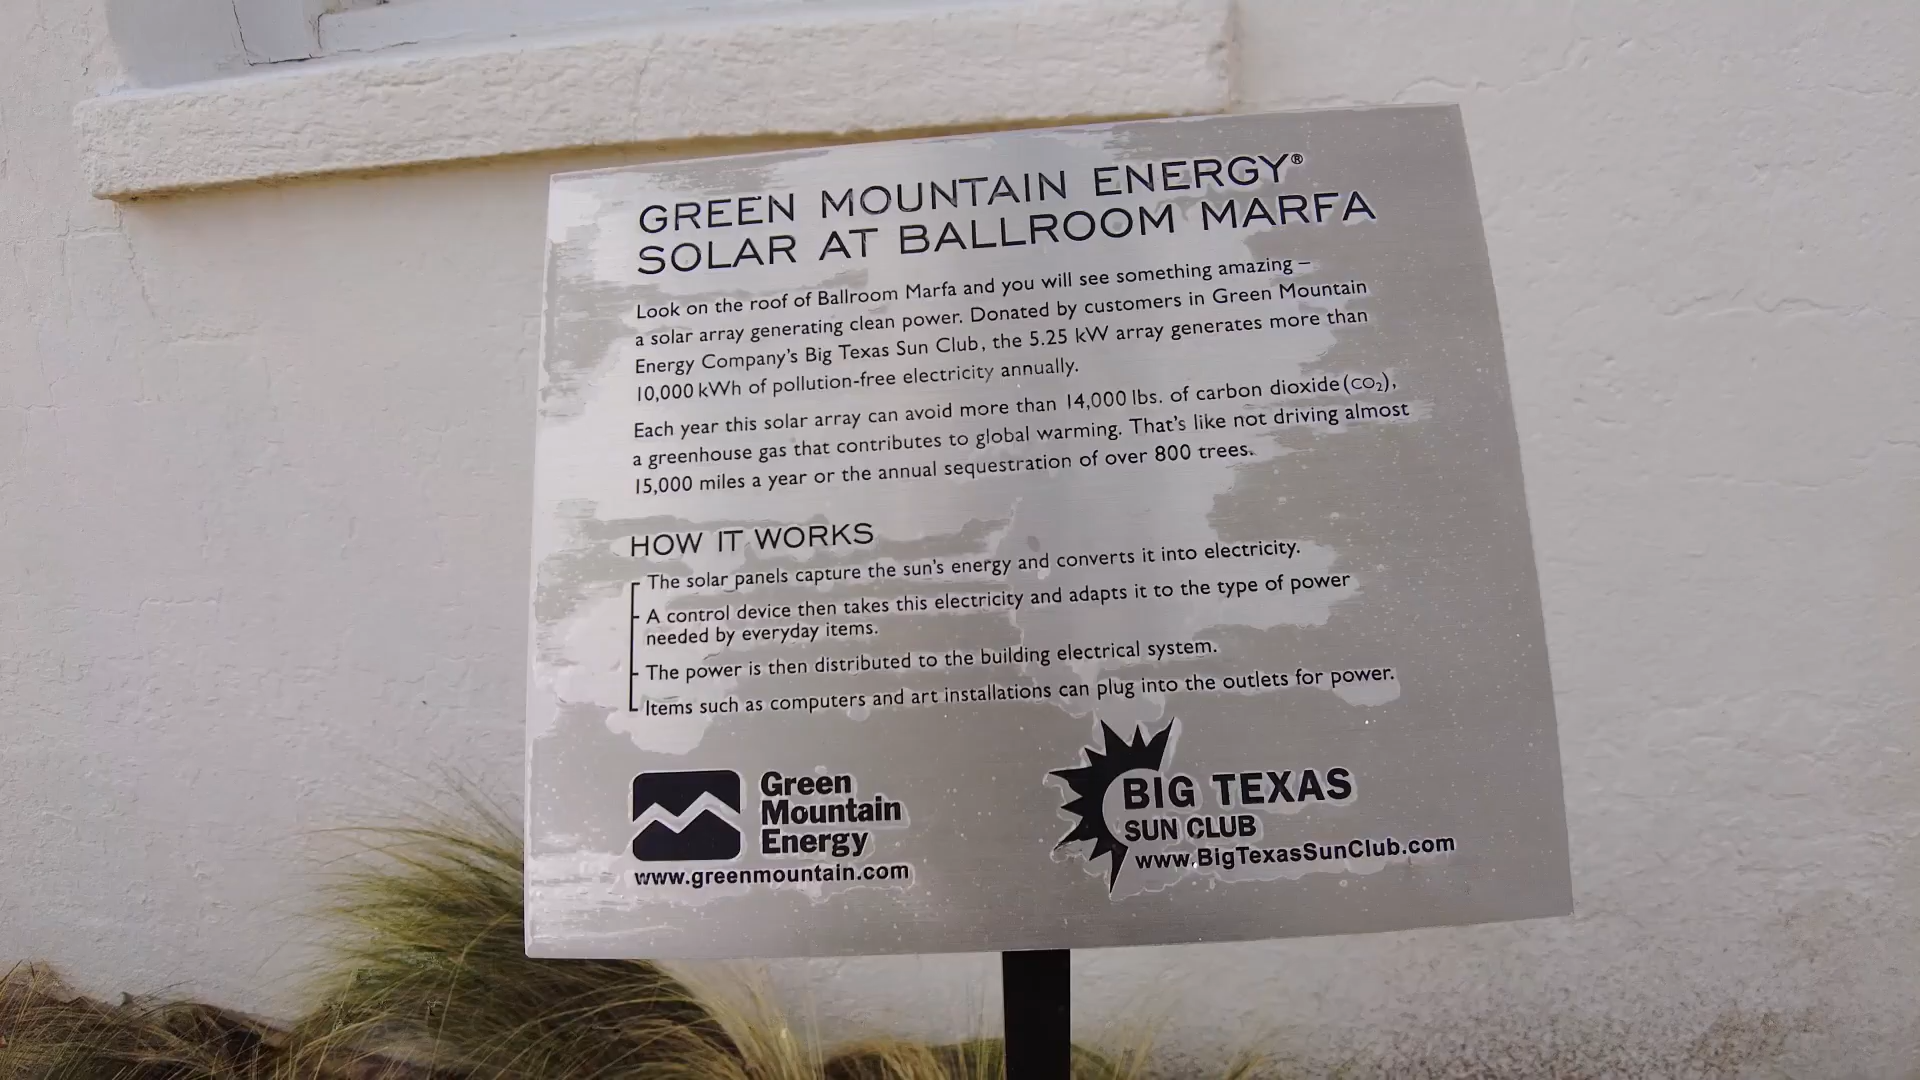 GREEN MOUNTAIN ENERGY®
SOLAR AT BALLROOM MARFA
Look on the roof of Ballroom Marfa and you will see something amazing –
a solar array generating clean power. Donated by customers in Green Mountain
Energy Company's Big Texas Sun Club, the 5.25 kW array generates more than
10,000 kWh of pollution-free electricity annually.
Each year this solar array can avoid more than 14,000 lbs. of carbon dioxide (CO₂),
a greenhouse gas that contributes to global warming. That's like not driving almost
15,000 miles a year or the annual sequestration of over 800 trees.
HOW IT WORKS
The solar panels capture the sun's energy and converts it into electricity.
A control device then takes this electricity and adapts it to the type of power
needed by everyday items.
The power is then distributed to the building electrical system.
Items such as computers and art installations can plug into the outlets for power.
Green
Mountain
Energy
www.greenmountain.com
BIG TEXAS
SUN CLUB
www.BigTexasSunClub.com